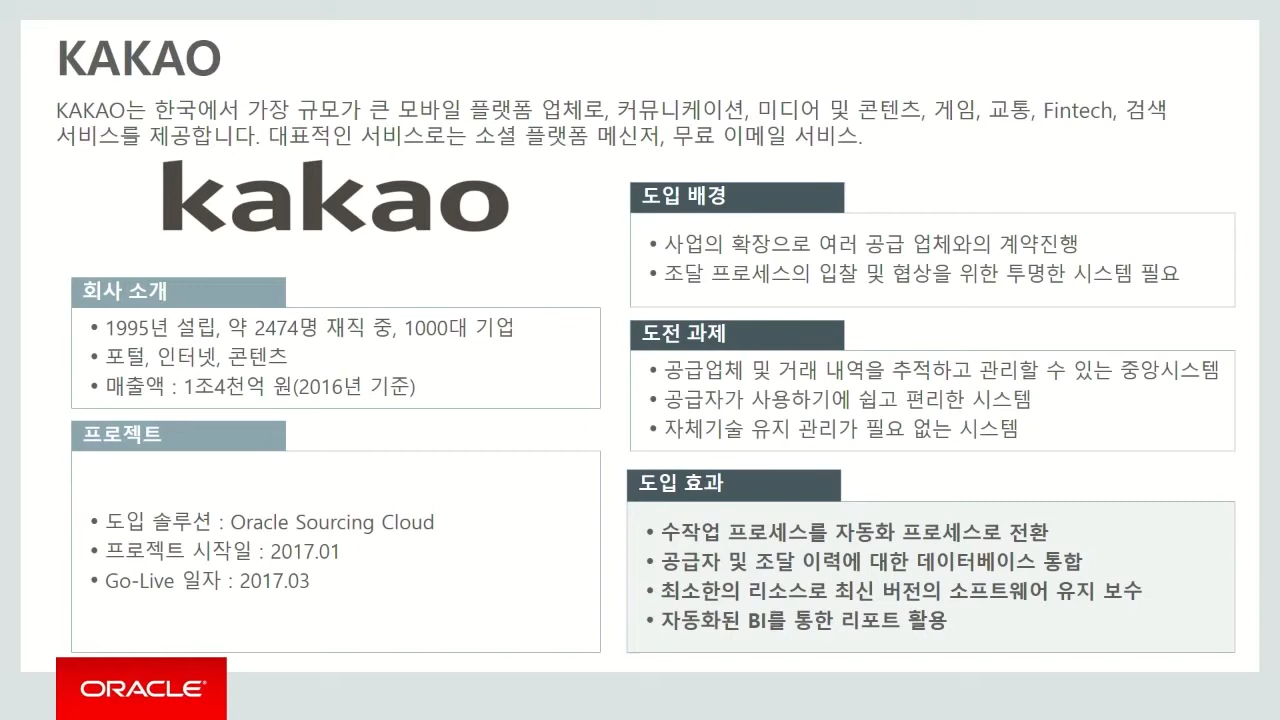 KAKAO
KAKAO는 한국에서 가장 규모가 큰 모바일 플랫폼 업체로, 커뮤니케이션, 미디어 및 콘텐츠, 게임, 교통, Fintech, 검색
서비스를 제공합니다. 대표적인 서비스로는 소셜 플랫폼 메신저, 무료 이메일 서비스.
kakao
회사 소개
• 1995년 설립, 약 2474명 재직 중, 1000대 기업
• 포털, 인터넷, 콘텐츠
• 매출액 : 1조4천억 원(2016년 기준)
프로젝트
• 도입 솔루션 : Oracle Sourcing Cloud
• 프로젝트 시작일 : 2017.01
• Go-Live 일자 : 2017.03
도입 배경
• 사업의 확장으로 여러 공급 업체와의 계약진행
• 조달 프로세스의 입찰 및 협상을 위한 투명한 시스템 필요
도전 과제
• 공급업체 및 거래 내역을 추적하고 관리할 수 있는 중앙시스템
• 공급자가 사용하기에 쉽고 편리한 시스템
• 자체기술 유지 관리가 필요 없는 시스템
도입 효과
• 수작업 프로세스를 자동화 프로세스로 전환
• 공급자 및 조달 이력에 대한 데이터베이스 통합
• 최소한의 리소스로 최신 버전의 소프트웨어 유지 보수
• 자동화된 BI를 통한 리포트 활용
ORACLE®